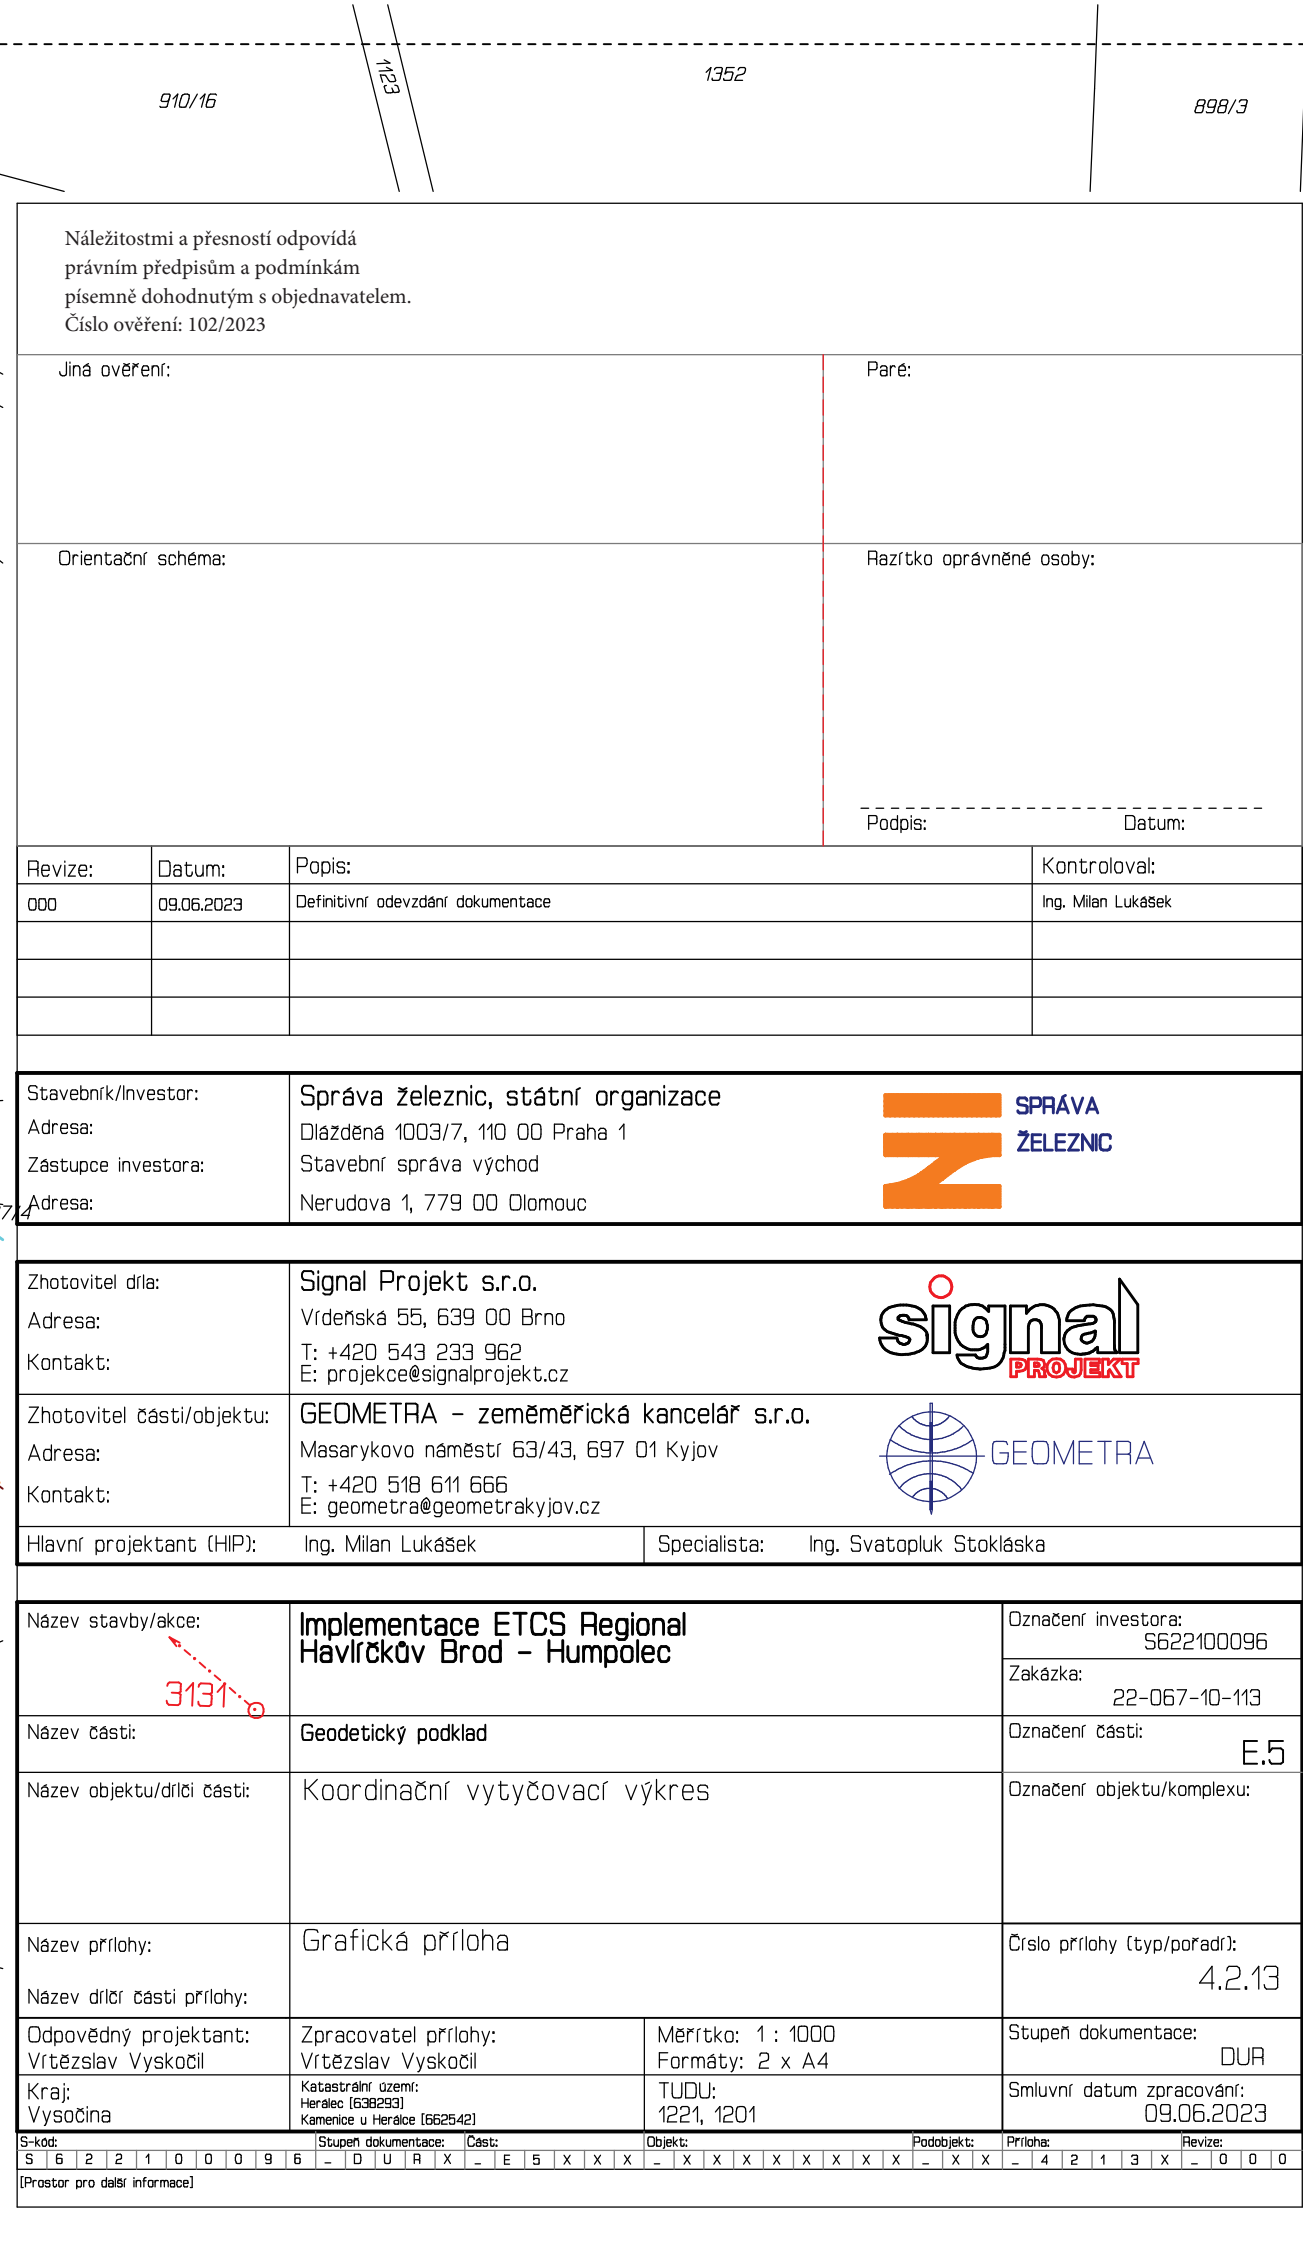 1123
1352
910/16
898/3
Náležitostmi a přesností odpovídá
právním předpisům a podmínkám
písemně dohodnutým s objednavatelem.
Číslo ověření: 102/2023
Jiná ověření:
Paré:
Orientační schéma:
Razítko oprávněné osoby:
Podpis: Datum:
Revize: Datum: Popis: Kontroloval:
000 09.06.2023 Definitivní odevzdání dokumentace Ing. Milan Lukášek
Stavebník/Investor: Správa železnic, státní organizace
Adresa: Dlážděná 1003/7, 110 00 Praha 1
Zástupce investora: Stavební správa východ
Adresa: Nerudova 1, 779 00 Olomouc
SPRÁVA
ŽELEZNIC
7/4
Zhotovitel díla: Signal Projekt s.r.o.
Adresa: Vídeňská 55, 639 00 Brno
Kontakt: T: +420 543 233 962
E: projekce@signalprojekt.cz
signal
PROJEKT
Zhotovitel části/objektu: GEOMETRA - zeměměřická kancelář s.r.o.
Adresa: Masarykovo náměstí 63/43, 697 01 Kyjov
Kontakt: T: +420 518 611 666
E: geometra@geometrakyjov.cz
GEOMETRA
Hlavní projektant (HIP): Ing. Milan Lukášek Specialista: Ing. Svatopluk Stokláska
Název stavby/akce: Implementace ETCS Regional
Havlíčkův Brod - Humpolec
Označení investora:
S622100096
Zakázka:
22-067-10-113
3131
Název části: Geodetický podklad
Označení části:
E.5
Název objektu/dílči části: Koordinační vytyčovací výkres
Označení objektu/komplexu:
Název přílohy: Grafická příloha
Číslo přílohy (typ/pořadí):
4.2.13
Název dílčí části přílohy:
Odpovědný projektant: Zpracovatel přílohy: Měřítko: 1 : 1000 Stupeň dokumentace:
Vítězslav Vyskočil Vítězslav Vyskočil Formáty: 2 x A4 DUR
Kraj:
Vysočina
Katastrální území:
Herálec [638293]
Kamenice u Herálce [662542]
TUDU:
1221, 1201
Smluvní datum zpracování:
09.06.2023
S-kód: Stupeň dokumentace: Část: Objekt: Podobjekt: Příloha: Revize:
S 6 2 2 1 0 0 0 9 6 _ D U R X _ E 5 X X X _ X X X X X X X X _ X X _ 4 2 1 3 X _ 0 0 0
[Prostor pro další informace]